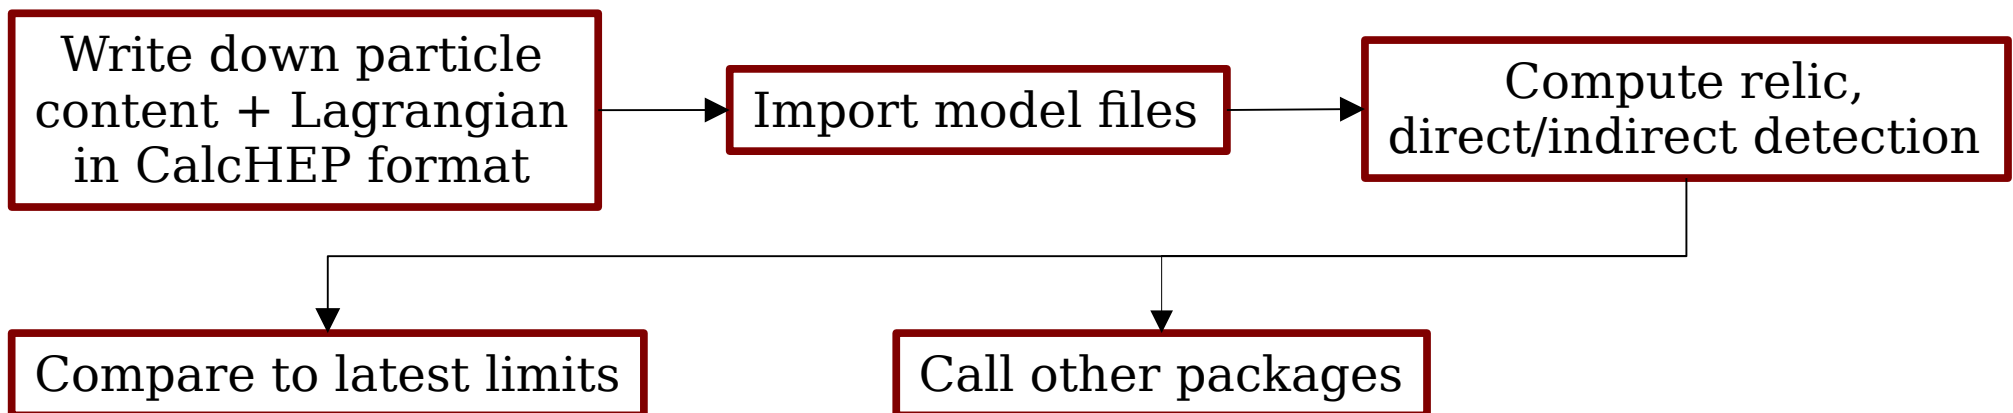 Write down particle
content + Lagrangian
in CalcHEP format
Import model files
Compute relic,
direct/indirect detection
Compare to latest limits
Call other packages